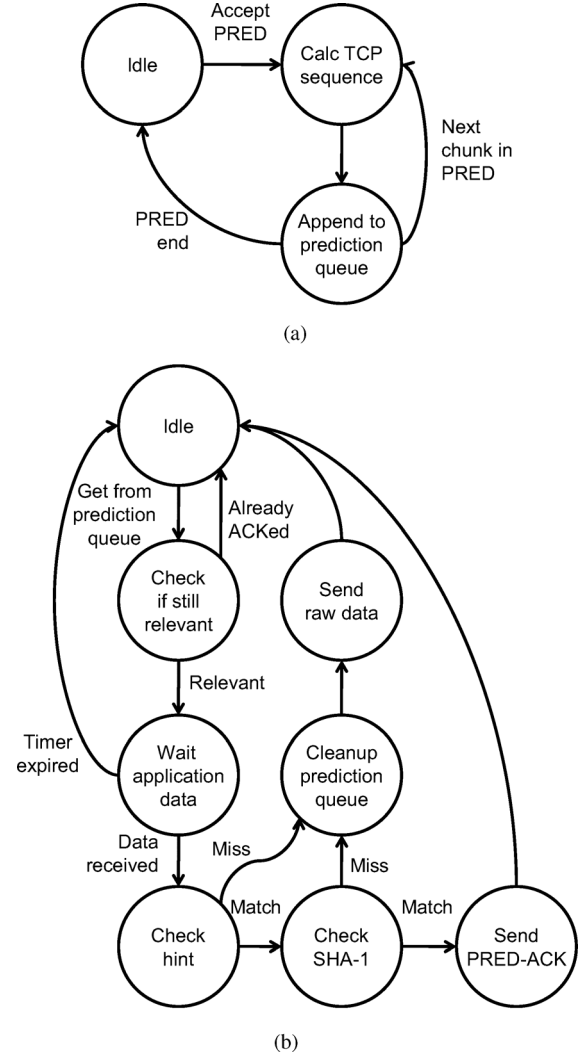 Accept
PRED
Idle
Calc TCP
sequence
Next
chunk in
PRED
PRED
end
Append to
prediction
queue
(a)
Idle
Get from
prediction
queue
Already
ACKed
Check
if still
relevant
Send
raw data
Relevant
Timer
expired
Wait
application
data
Cleanup
prediction
queue
Data
received
Miss
Miss
Match
Match
Check
hint
Check
SHA-1
Send
PRED-ACK
(b)